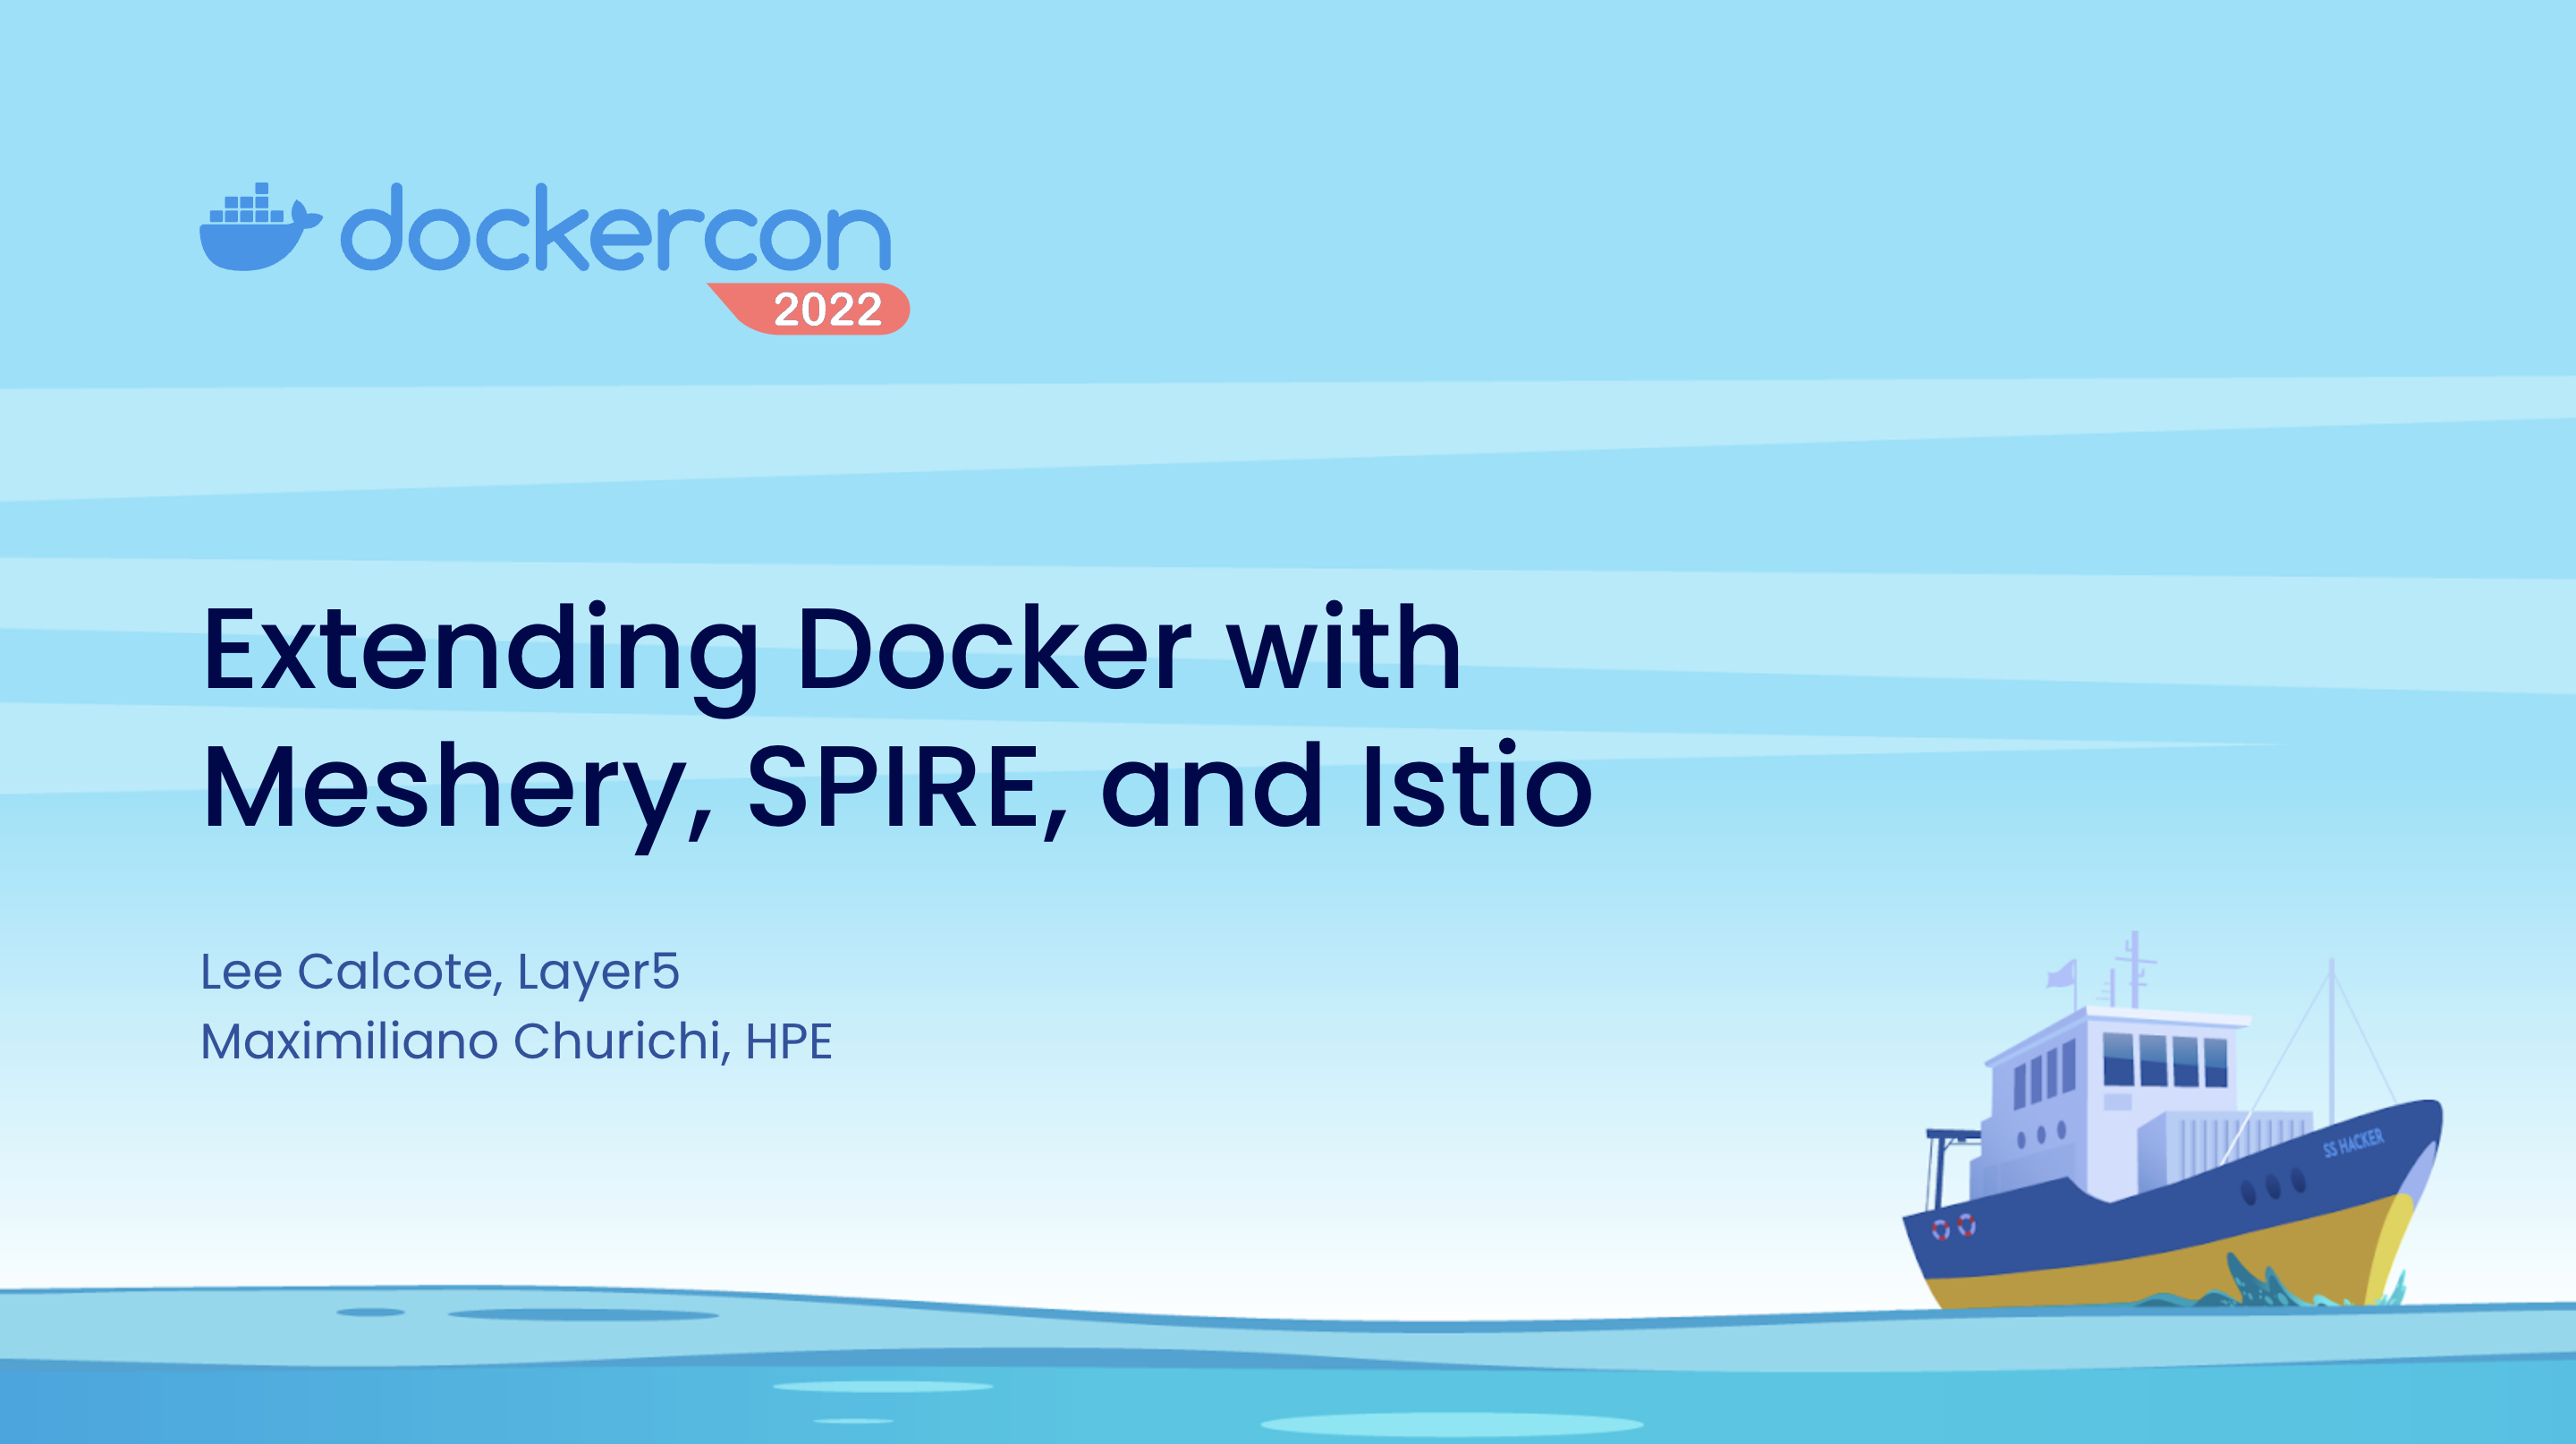 dockercon
2022
Extending Docker with
Meshery, SPIRE, and Istio
Lee Calcote, Layer5
Maximiliano Churichi, HPE
SS HACKER